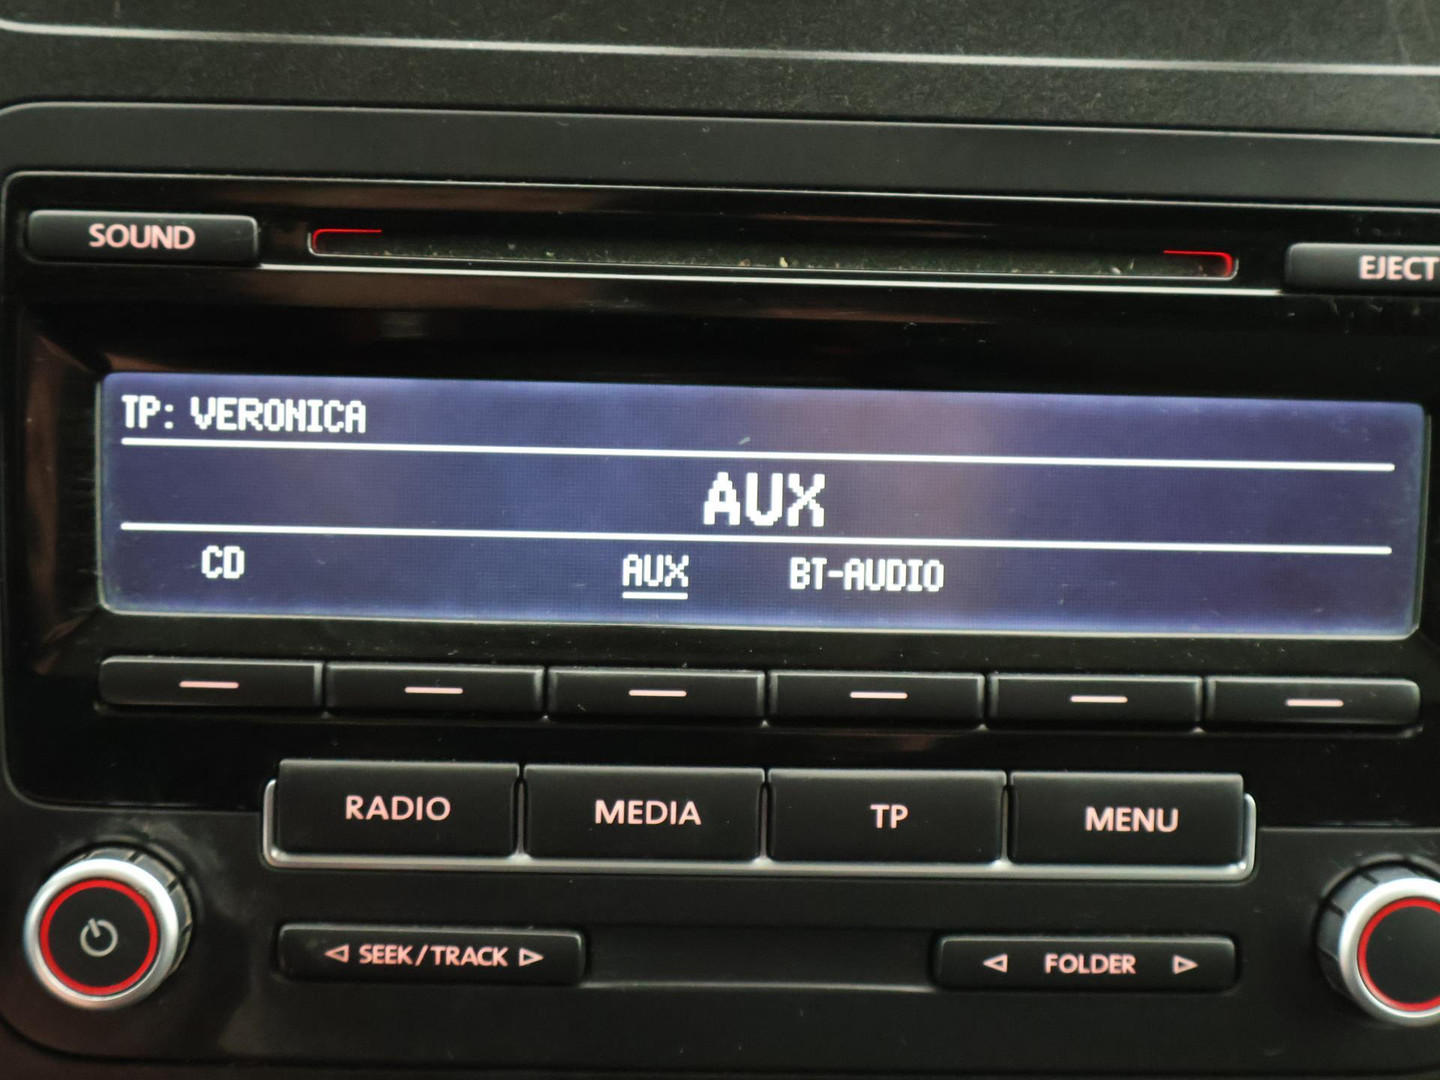 SOUND
EJECT
TP: VERONICA
AUX
CD AUX BT-AUDIO
RADIO MEDIA TP MENU
SEEK/TRACK FOLDER